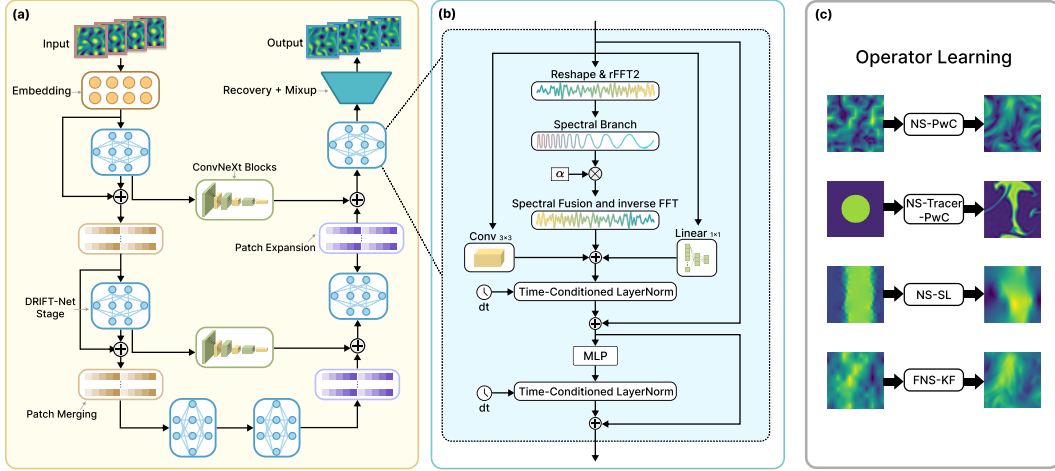 (a)
Input
Output
Embedding
Recovery + Mixup
ConvNeXt Blocks
Patch Expansion
DRIFT-Net
Stage
Patch Merging
(b)
Reshape & rFFT2
Spectral Branch
α
Spectral Fusion and inverse FFT
Conv 3×3
Linear 1×1
Time-Conditioned LayerNorm
dt
MLP
Time-Conditioned LayerNorm
dt
(c)
Operator Learning
NS-PwC
NS-Tracer
-PwC
NS-SL
FNS-KF